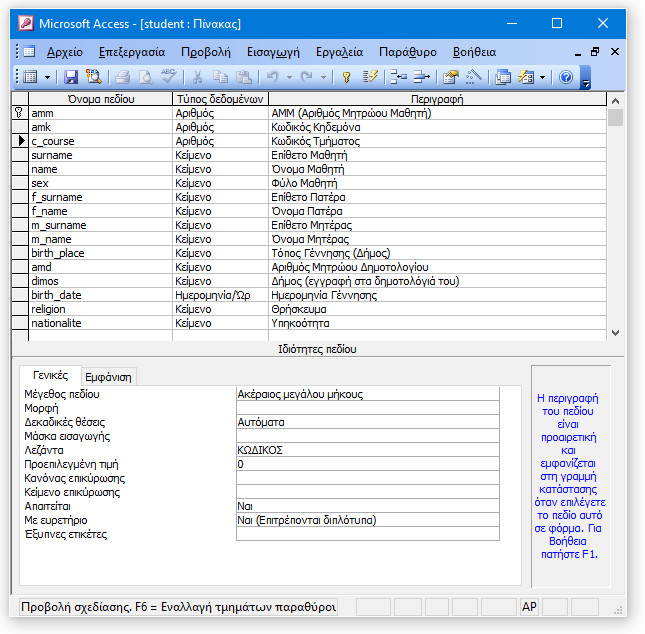 Microsoft Access - [student : Πίνακας]
Αρχείο Επεξεργασία Προβολή Εισαγωγή Εργαλεία Παράθυρο Βοήθεια
Όνομα πεδίου Τύπος δεδομένων Περιγραφή
amm Αριθμός ΑΜΜ (Αριθμός Μητρώου Μαθητή)
amk Αριθμός Κωδικός Κηδεμόνα
c_course Αριθμός Κωδικός Τμήματος
surname Κείμενο Επίθετο Μαθητή
name Κείμενο Όνομα Μαθητή
sex Κείμενο Φύλο Μαθητή
f_surname Κείμενο Επίθετο Πατέρα
f_name Κείμενο Όνομα Πατέρα
m_surname Κείμενο Επίθετο Μητέρας
m_name Κείμενο Όνομα Μητέρας
birth_place Κείμενο Τόπος Γέννησης (Δήμος)
amd Κείμενο Αριθμός Μητρώου Δημοτολογίου
dimos Κείμενο Δήμος (εγγραφή στα δημοτολόγιά του)
birth_date Ημερομηνία/Ώρ Ημερομηνία Γέννησης
religion Κείμενο Θρήσκευμα
nationalite Κείμενο Υπηκοότητα
Ιδιότητες πεδίου
Γενικές Εμφάνιση
Μέγεθος πεδίου Ακέραιος μεγάλου μήκους
Μορφή
Δεκαδικές θέσεις Αυτόματα
Μάσκα εισαγωγής
Λεζάντα ΚΩΔΙΚΟΣ
Προεπιλεγμένη τιμή 0
Κανόνας επικύρωσης
Κείμενο επικύρωσης
Απαιτείται Ναι
Με ευρετήριο Ναι (Επιτρέπονται διπλότυπα)
Έξυπνες ετικέτες
Η περιγραφή
του πεδίου
είναι
προαιρετική
και
εμφανίζεται
στη γραμμή
κατάστασης
όταν επιλέγετε
το πεδίο αυτό
σε φόρμα. Για
Βοήθεια
πατήστε F1.
Προβολή σχεδίασης. F6 = Εναλλαγή τμημάτων παραθύρου ΑΡ